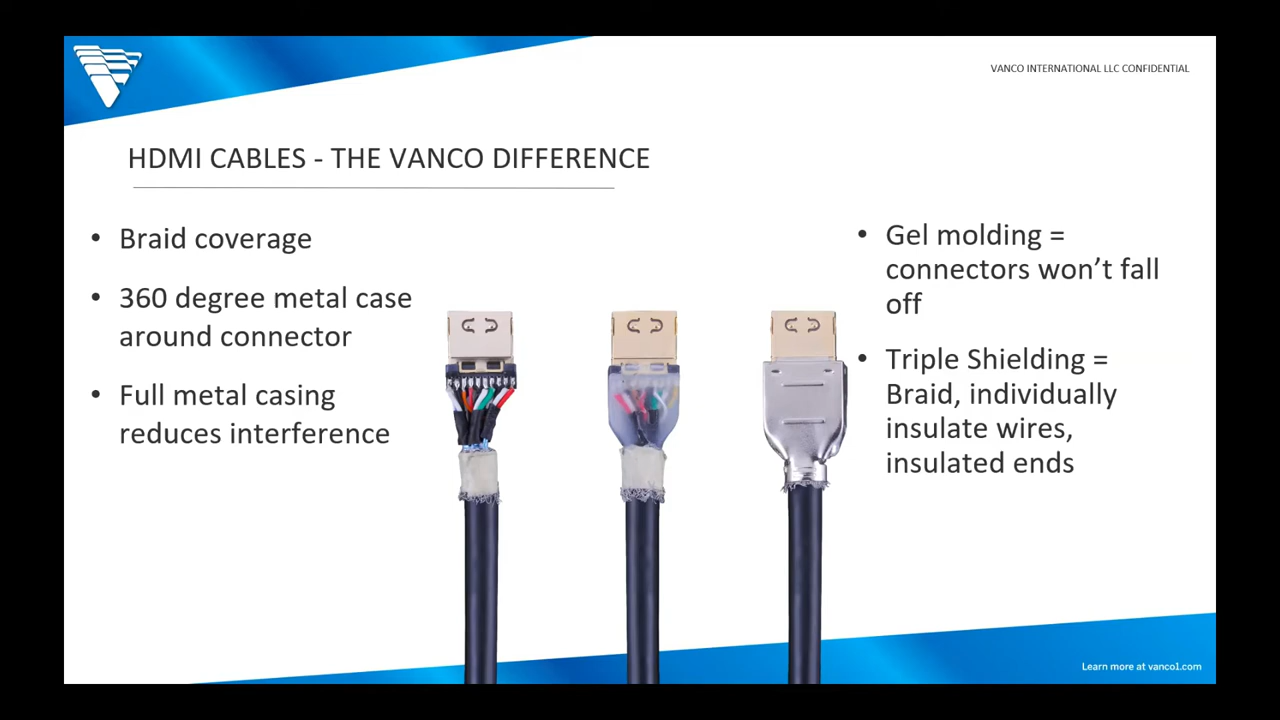 VANCO INTERNATIONAL LLC CONFIDENTIAL
HDMI CABLES - THE VANCO DIFFERENCE
• Braid coverage
• 360 degree metal case
around connector
• Full metal casing
reduces interference
• Gel molding =
connectors won’t fall
off
• Triple Shielding =
Braid, individually
insulate wires,
insulated ends
Learn more at vanco1.com